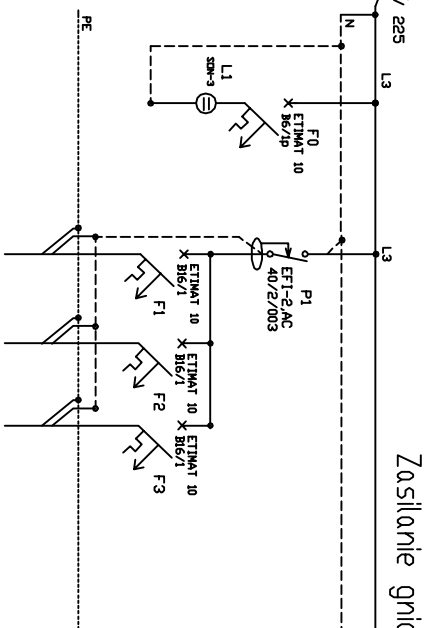 225
L3
L3
N
PE
L1
SON-3
F0
ETIMAT 10
B6/1p
P1
EFI-2,AC
40/2/003
ETIMAT 10
B16/1
F1
ETIMAT 10
B16/1
F2
ETIMAT 10
B16/1
F3
Zasilanie